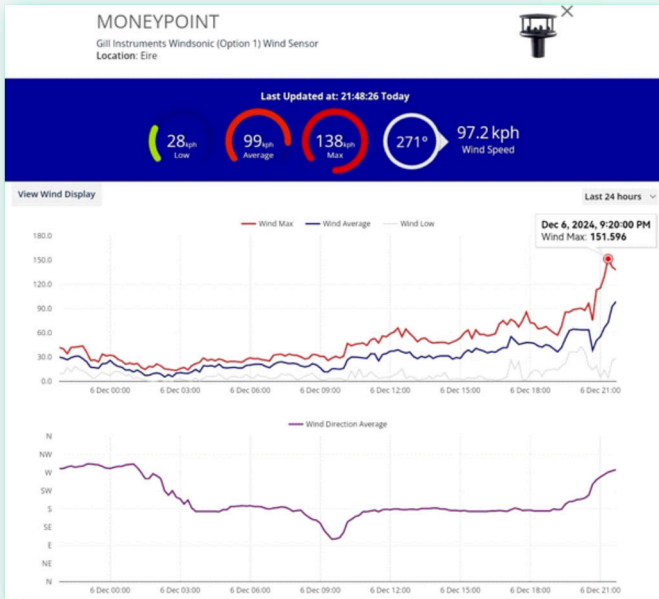 MONEYPOINT
Gill Instruments Windsonic (Option 1) Wind Sensor
Location: Eire
Last Updated at: 21:48:26 Today
28kph
Low
99kph
Average
138kph
Max
271°
97.2 kph
Wind Speed
View Wind Display
Last 24 hours
Wind Max
Wind Average
Wind Low
Dec 6, 2024, 9:20:00 PM
Wind Max: 151.596
180.0
150.0
120.0
90.0
60.0
30.0
0.0
6 Dec 00:00
6 Dec 03:00
6 Dec 06:00
6 Dec 09:00
6 Dec 12:00
6 Dec 15:00
6 Dec 18:00
6 Dec 21:00
Wind Direction Average
N
NW
W
SW
S
SE
E
NE
N
6 Dec 00:00
6 Dec 03:00
6 Dec 06:00
6 Dec 09:00
6 Dec 12:00
6 Dec 15:00
6 Dec 18:00
6 Dec 21:00